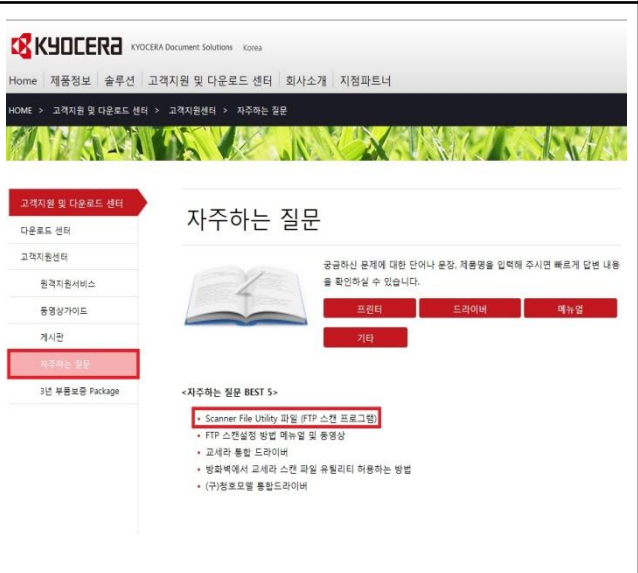 KYOCERA KYOCERA Document Solutions Korea
Home 제품정보 솔루션 고객지원 및 다운로드 센터 회사소개 지점파트너
HOME > 고객지원 및 다운로드 센터 > 고객지원센터 > 자주하는 질문
고객지원 및 다운로드 센터
다운로드 센터
고객지원센터
원격지원서비스
동영상가이드
게시판
자주하는 질문
3년 부품보증 Package
자주하는 질문
궁금하신 문제에 대한 단어나 문장, 제품명을 입력해 주시면 빠르게 답변 내용
을 확인하실 수 있습니다.
프린터 드라이버 메뉴얼
기타
<자주하는 질문 BEST 5>
• Scanner File Utility 파일 (FTP 스캔 프로그램)
• FTP 스캔설정 방법 메뉴얼 및 동영상
• 교세라 통합 드라이버
• 방화벽에서 교세라 스캔 파일 유틸리티 허용하는 방법
• (구)청호모델 통합드라이버